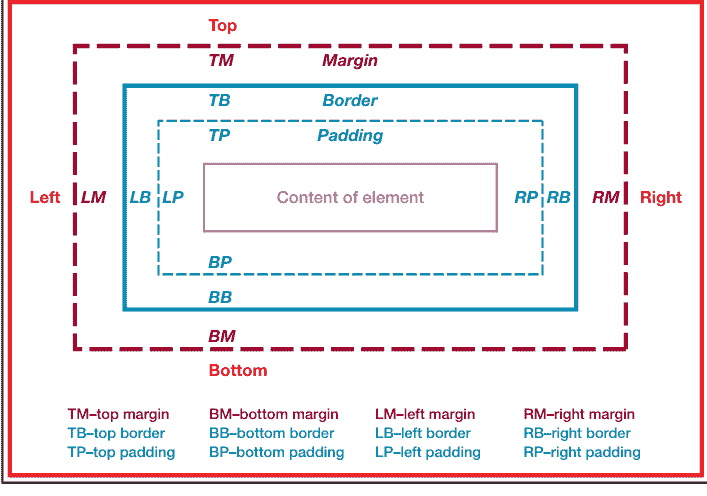 Top
TM Margin
TB Border
TP Padding
Left LM LB LP Content of element RP RB RM Right
BP
BB
BM
Bottom
TM–top margin BM–bottom margin LM–left margin RM–right margin
TB–top border BB–bottom border LB–left border RB–right border
TP–top padding BP–bottom padding LP–left padding RP–right padding